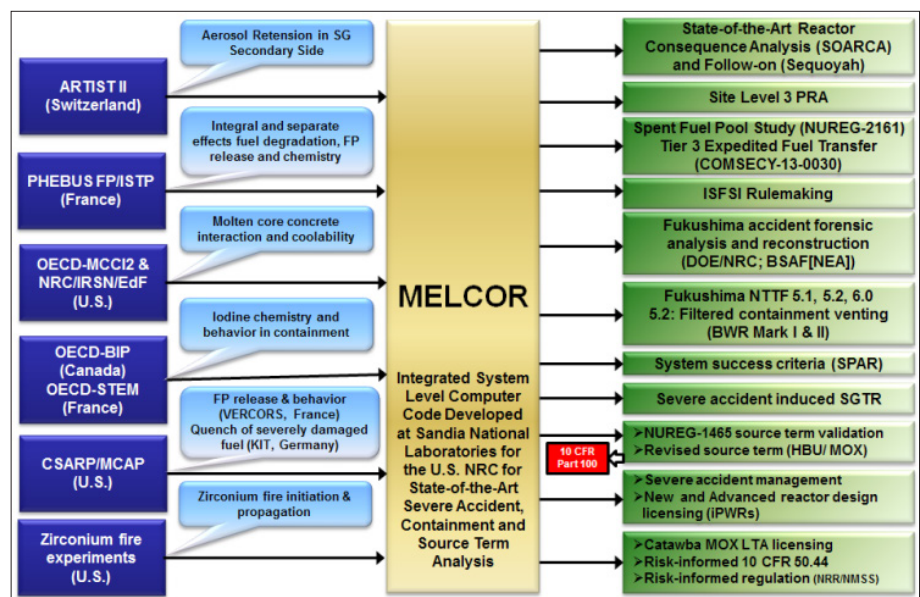 Aerosol Retention in SG
Secondary Side
ARTIST II
(Switzerland)
Integral and separate
effects fuel degradation, FP
release and chemistry
PHEBUS FP/ISTP
(France)
Molten core concrete
interaction and coolability
OECD-MCCI2 &
NRC/IRSN/EdF
(U.S.)
Iodine chemistry and
behavior in containment
OECD-BIP
(Canada)
OECD-STEM
(France)
FP release & behavior
(VERCORS, France)
Quench of severely damaged
fuel (KIT, Germany)
CSARP/MCAP
(U.S.)
Zirconium fire initiation &
propagation
Zirconium fire
experiments
(U.S.)
MELCOR
Integrated System
Level Computer
Code Developed
at Sandia National
Laboratories for
the U.S. NRC for
State-of-the-Art
Severe Accident,
Containment and
Source Term
Analysis
State-of-the-Art Reactor
Consequence Analysis (SOARCA)
and Follow-on (Sequoyah)
Site Level 3 PRA
Spent Fuel Pool Study (NUREG-2161)
Tier 3 Expedited Fuel Transfer
(COMSECY-13-0030)
ISFSI Rulemaking
Fukushima accident forensic
analysis and reconstruction
(DOE/NRC; BSAF[NEA])
Fukushima NTTF 5.1, 5.2, 6.0
5.2: Filtered containment venting
(BWR Mark I & II)
System success criteria (SPAR)
Severe accident induced SGTR
➢NUREG-1465 source term validation
➢Revised source term (HBU/ MOX)
10 CFR
Part 100
➢Severe accident management
➢New and Advanced reactor design
licensing (iPWRs)
➢Catawba MOX LTA licensing
➢Risk-informed 10 CFR 50.44
➢Risk-informed regulation (NRR/NMSS)